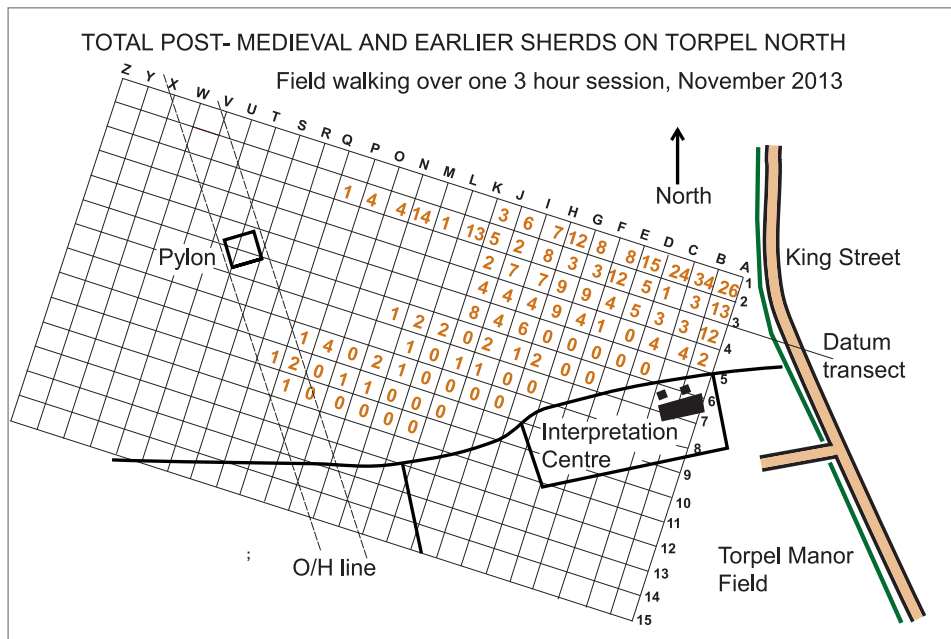 TOTAL POST- MEDIEVAL AND EARLIER SHERDS ON TORPEL NORTH
Field walking over one 3 hour session, November 2013
Z Y X W V U T S R Q P O N M L K J I H G F E D C B A
North
King Street
Pylon
Datum
transect
Interpretation
Centre
O/H line
Torpel Manor
Field
;
1 2 3 4 5 6 7 8 9 10 11 12 13 14 15
3 6 7 12 8 8 15 24 34 26
1 4 4 14 1 13 5 2 8 3 3 12 5 1 3 13
2 7 7 9 9 4 5 3 3 12
4 4 4 9 4 1 0 4 4 2
8 4 6 0 0 0 0 0
1 2 2 0 2 1 2 0 0
1 0 1 1 0 0
1 4 0 2 1 0 0 0
1 2 0 1 1 0 0 0
1 0 0 0 0 0